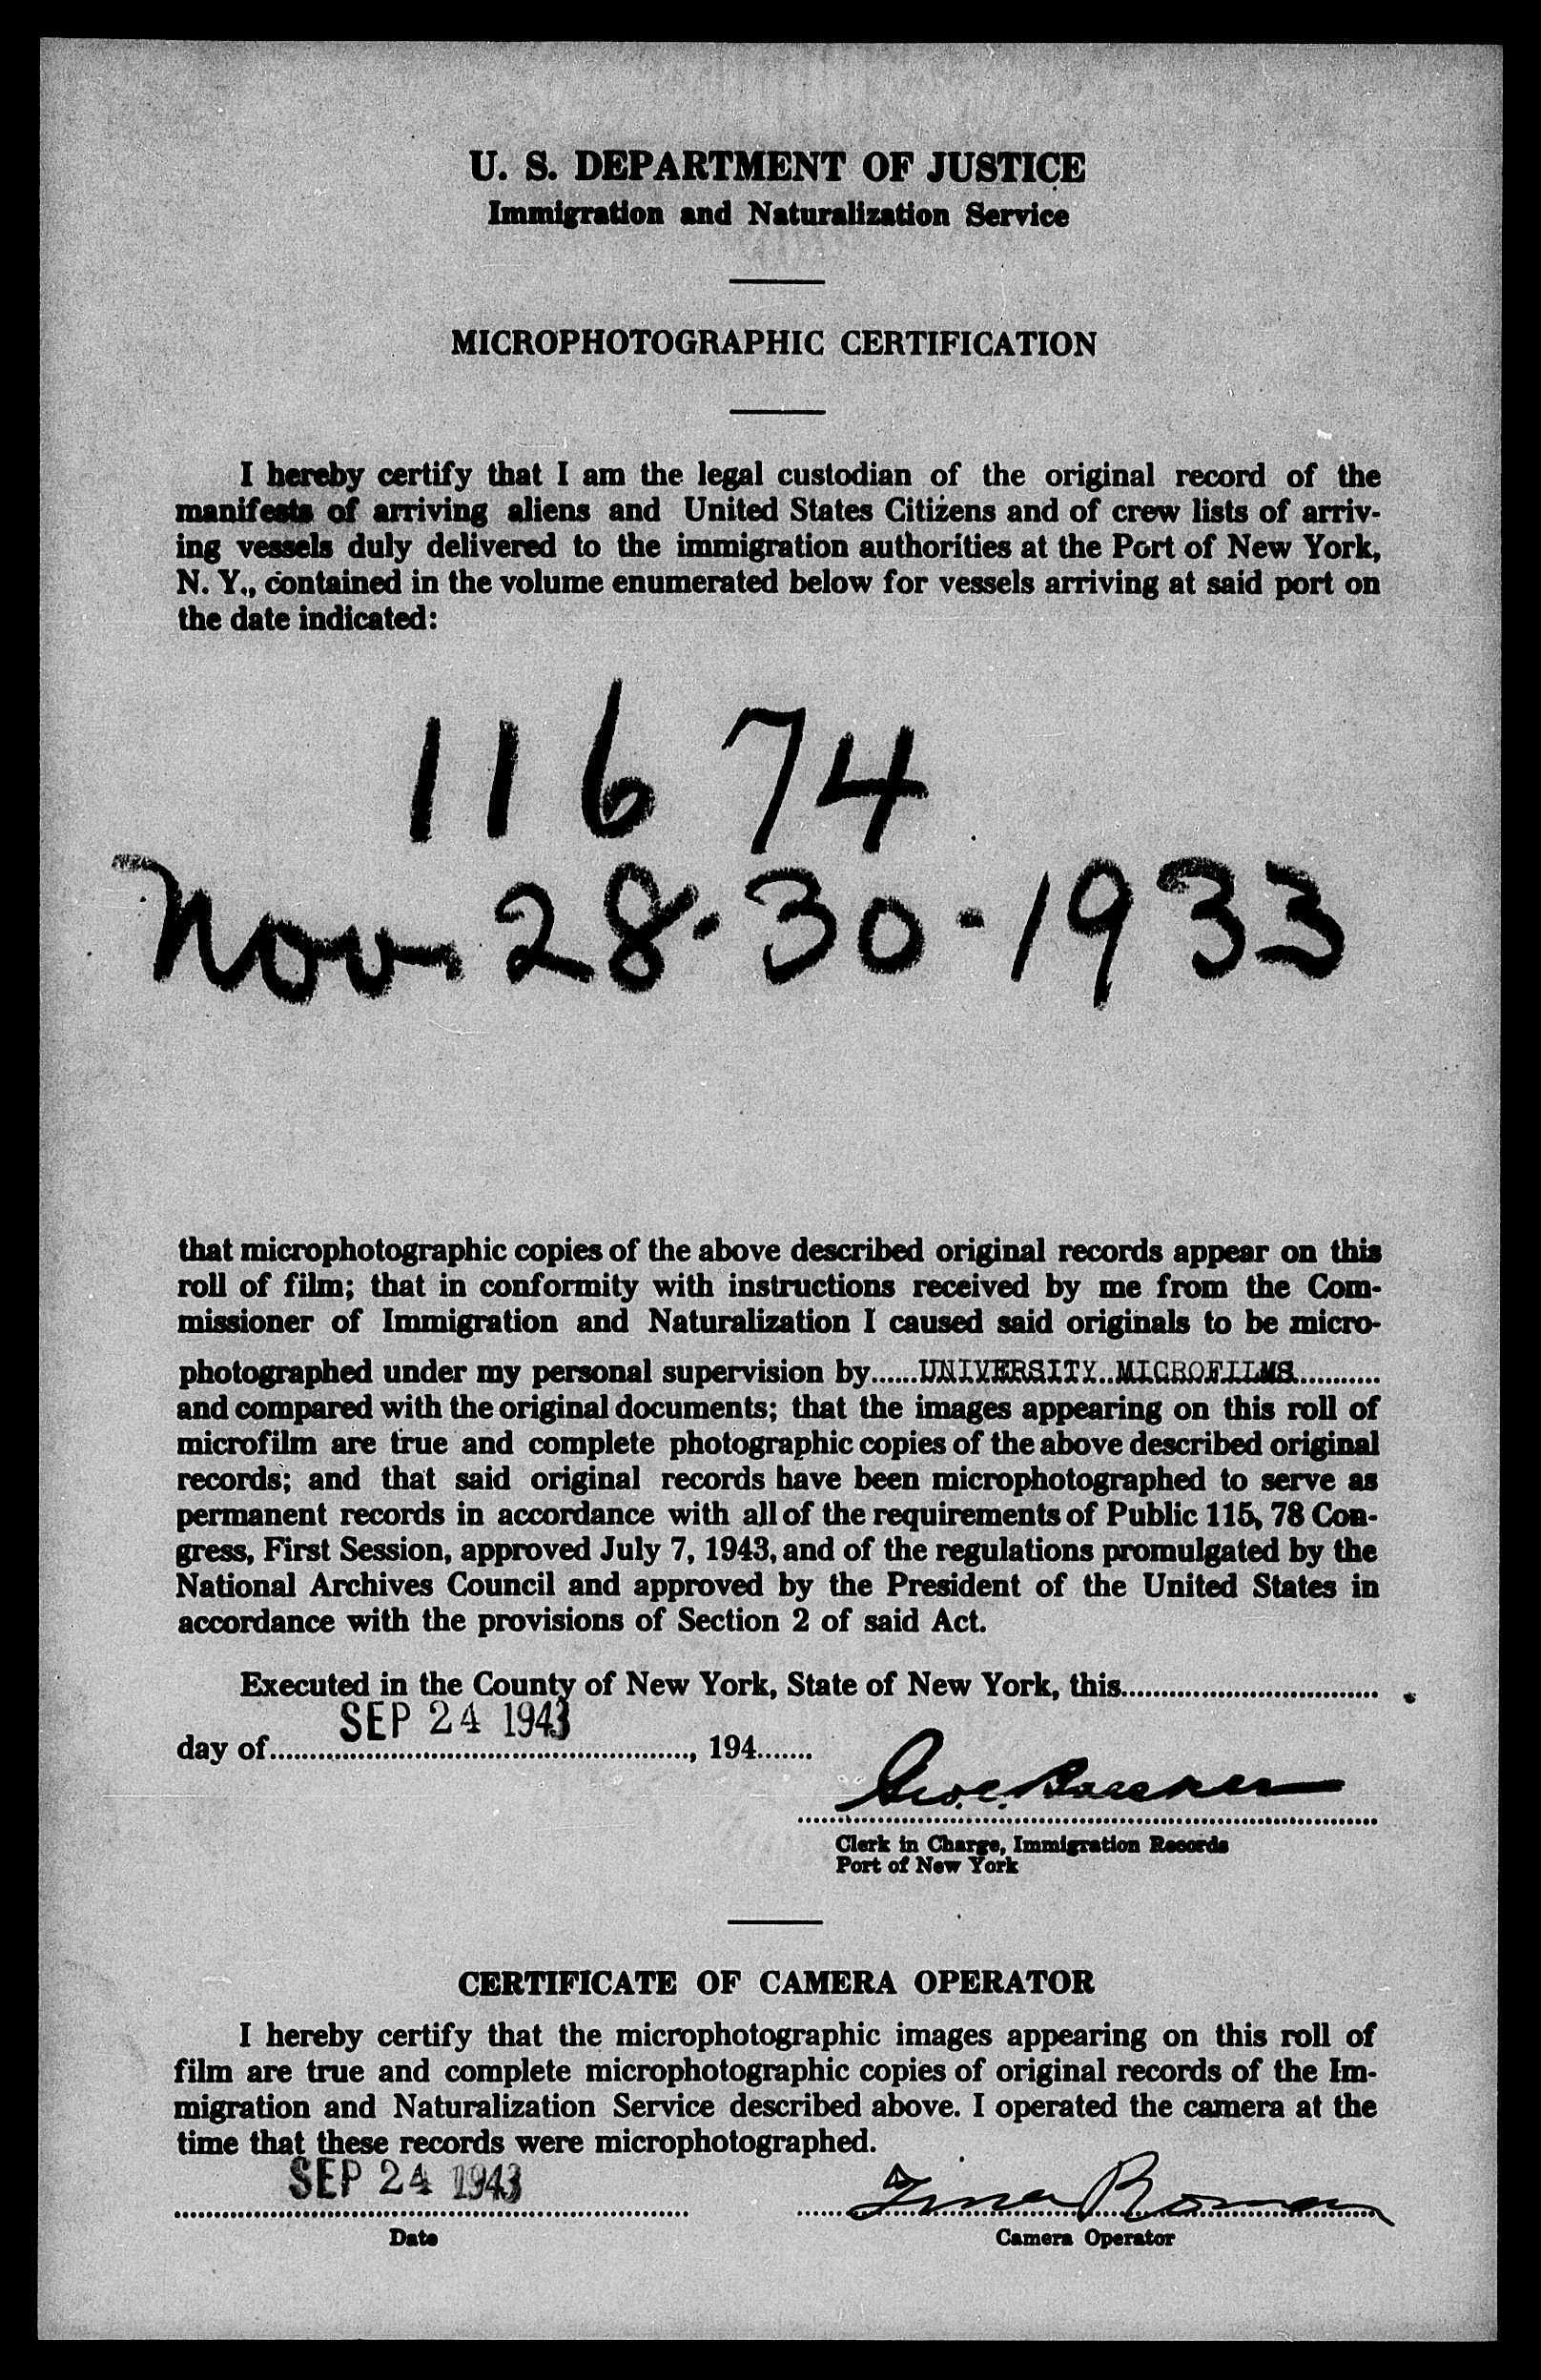 U. S. DEPARTMENT OF JUSTICE
Immigration and Naturalization Service
MICROPHOTOGRAPHIC CERTIFICATION
I hereby certify that I am the legal custodian of the original record of the
manifests of arriving aliens and United States Citizens and of crew lists of arriv-
ing vessels duly delivered to the immigration authorities at the Port of New York,
N. Y., contained in the volume enumerated below for vessels arriving at said port on
the date indicated:
11674
Nov. 28-30-1933
that microphotographic copies of the above described original records appear on this
roll of film; that in conformity with instructions received by me from the Com-
missioner of Immigration and Naturalization I caused said originals to be micro-
photographed under my personal supervision by......UNIVERSITY MICROFILMS...........
and compared with the original documents; that the images appearing on this roll of
microfilm are true and complete photographic copies of the above described original
records; and that said original records have been microphotographed to serve as
permanent records in accordance with all of the requirements of Public 115, 78 Con-
gress, First Session, approved July 7, 1943, and of the regulations promulgated by the
National Archives Council and approved by the President of the United States in
accordance with the provisions of Section 2 of said Act.
Executed in the County of New York, State of New York, this.................................
SEP 24 1943
day of......................................................, 194.......
Geo. C.
Clerk in Charge, Immigration Records
Port of New York
CERTIFICATE OF CAMERA OPERATOR
I hereby certify that the microphotographic images appearing on this roll of
film are true and complete microphotographic copies of original records of the Im-
migration and Naturalization Service described above. I operated the camera at the
time that these records were microphotographed.
SEP 24 1943
Roman
Date
Camera Operator